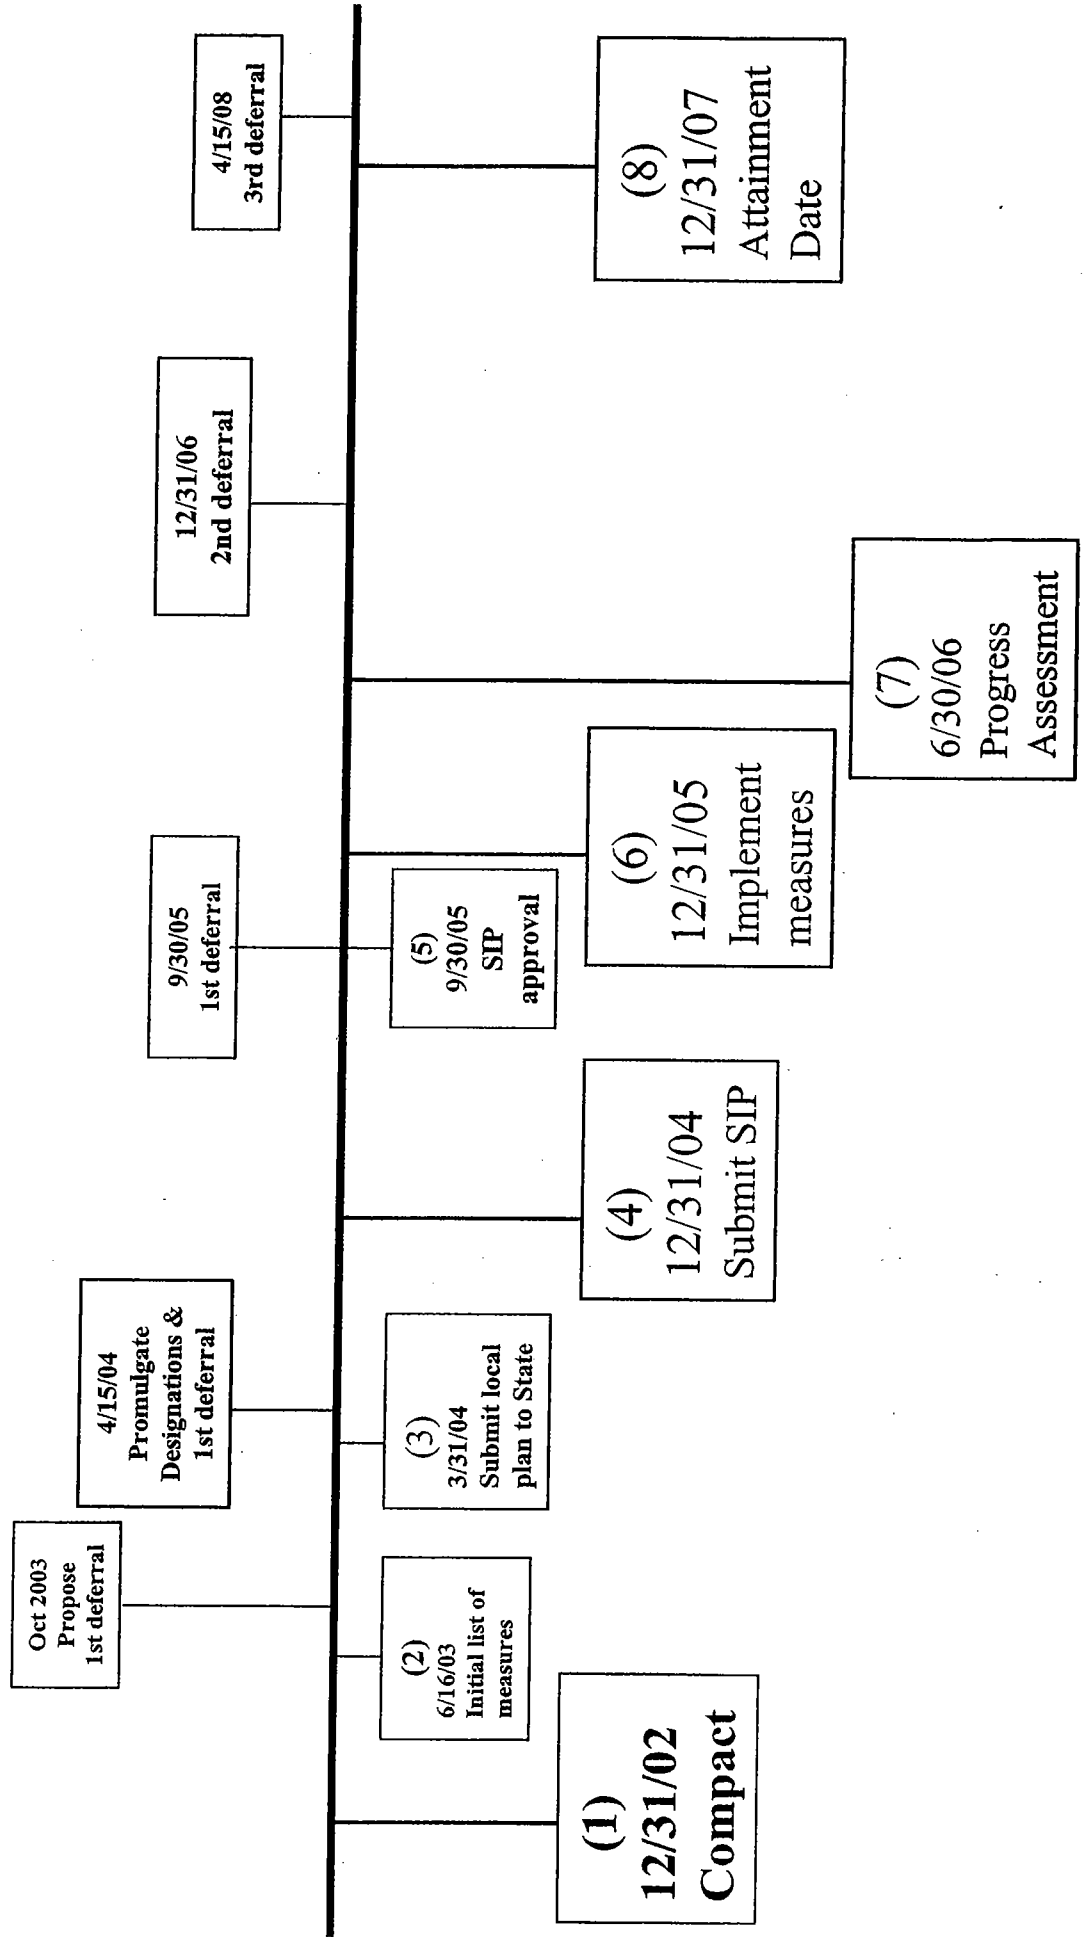 Oct 2003
Propose
1st deferral
4/15/04
Promulgate
Designations &
1st deferral
9/30/05
1st deferral
12/31/06
2nd deferral
4/15/08
3rd deferral
(1)
12/31/02
Compact
(2)
6/16/03
Initial list of
measures
(3)
3/31/04
Submit local
plan to State
(4)
12/31/04
Submit SIP
(5)
9/30/05
SIP
approval
(6)
12/31/05
Implement
measures
(7)
6/30/06
Progress
Assessment
(8)
12/31/07
Attainment
Date